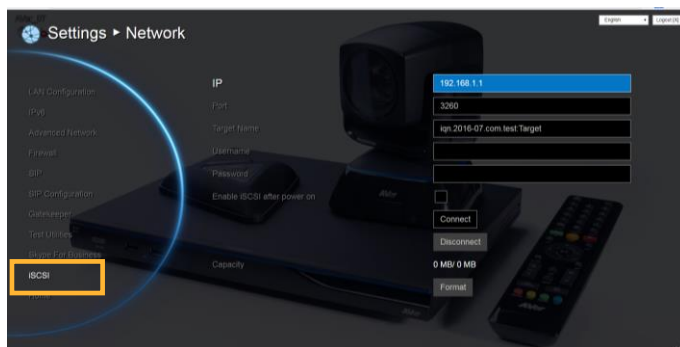 English
Logout
Settings ► Network
LAN Configuration
IPv6
Advanced Network
Firewall
SIP
SIP Configuration
Gatekeeper
Test Utilities
Skype For Business
iSCSI
IP
192.168.1.1
Port
3260
Target Name
iqn.2016-07.com.test:Target
Username
Password
Enable iSCSI after power on
Connect
Disconnect
Capacity
0 MB/ 0 MB
Format
AVer
AVer